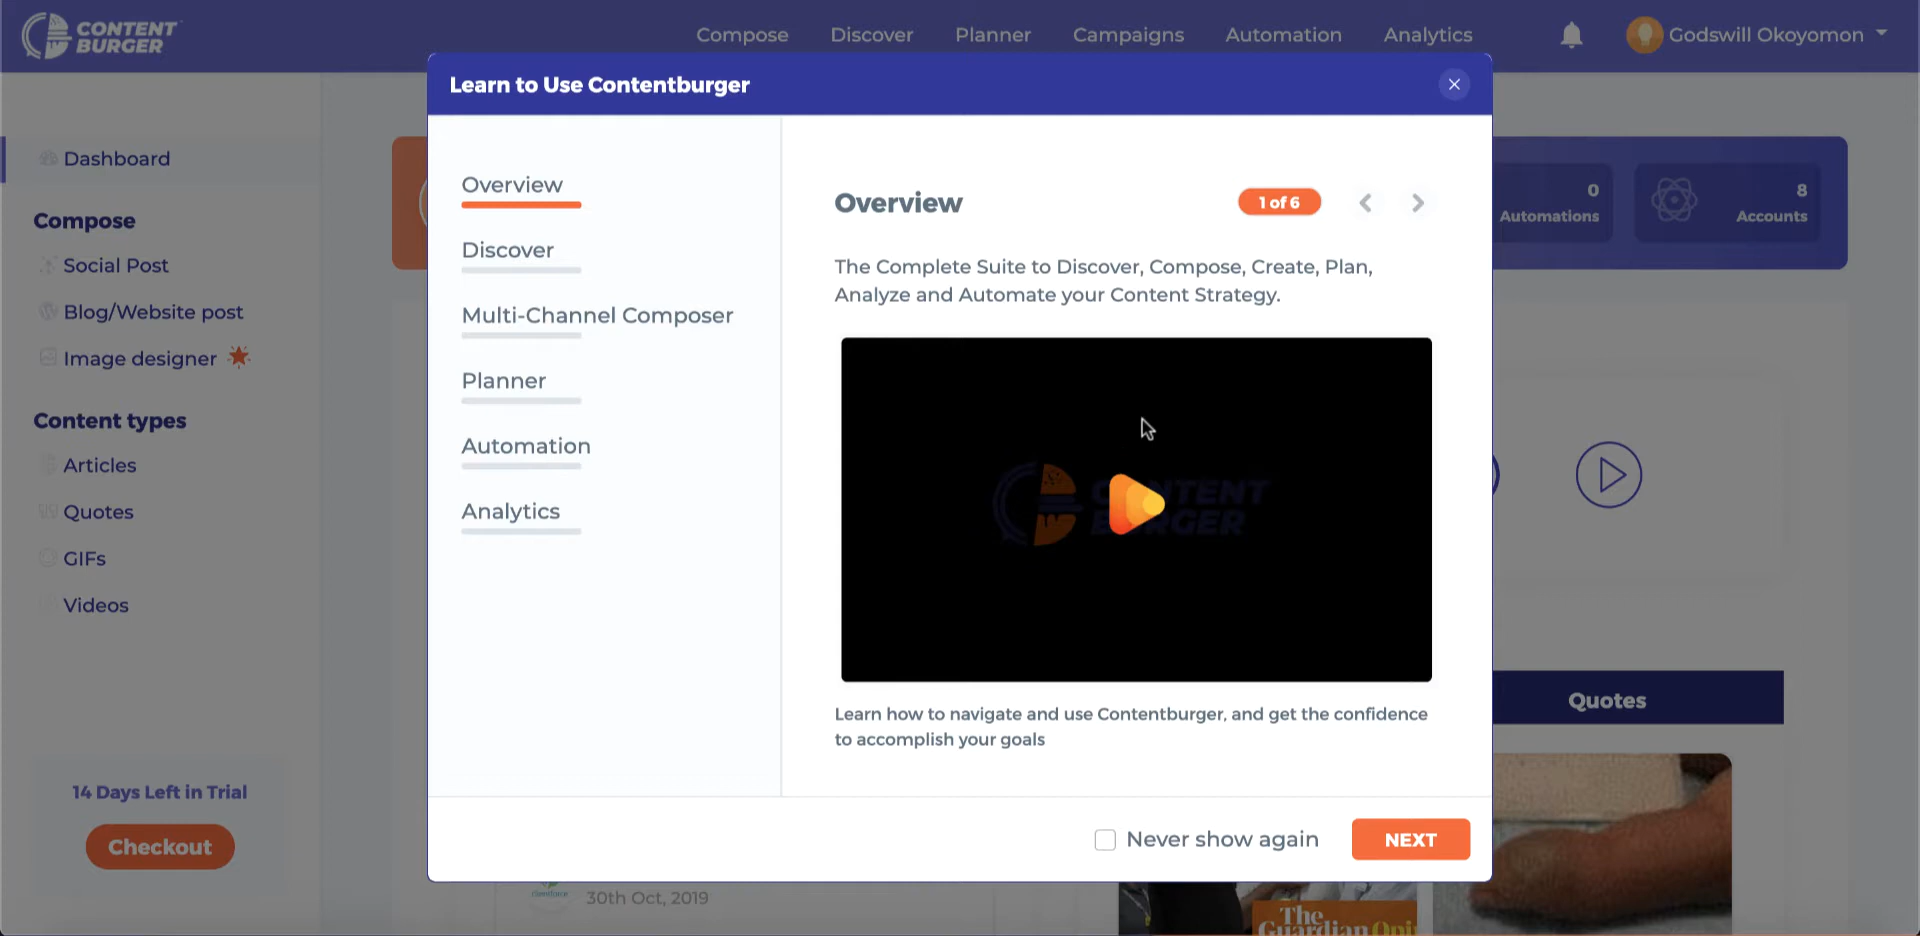 CONTENT
BURGER
Compose
Discover
Planner
Campaigns
Automation
Analytics
Godswill Okoyomon
Learn to Use Contentburger
Dashboard
Compose
Social Post
Blog/Website post
Image designer
Content types
Articles
Quotes
GIFs
Videos
14 Days Left in Trial
Checkout
Overview
Discover
Multi-Channel Composer
Planner
Automation
Analytics
Overview
1 of 6
The Complete Suite to Discover, Compose, Create, Plan,
Analyze and Automate your Content Strategy.
CONTENT
BURGER
Learn how to navigate and use Contentburger, and get the confidence
to accomplish your goals
Never show again
NEXT
0
Automations
8
Accounts
Quotes
30th Oct, 2019
The
Guardian